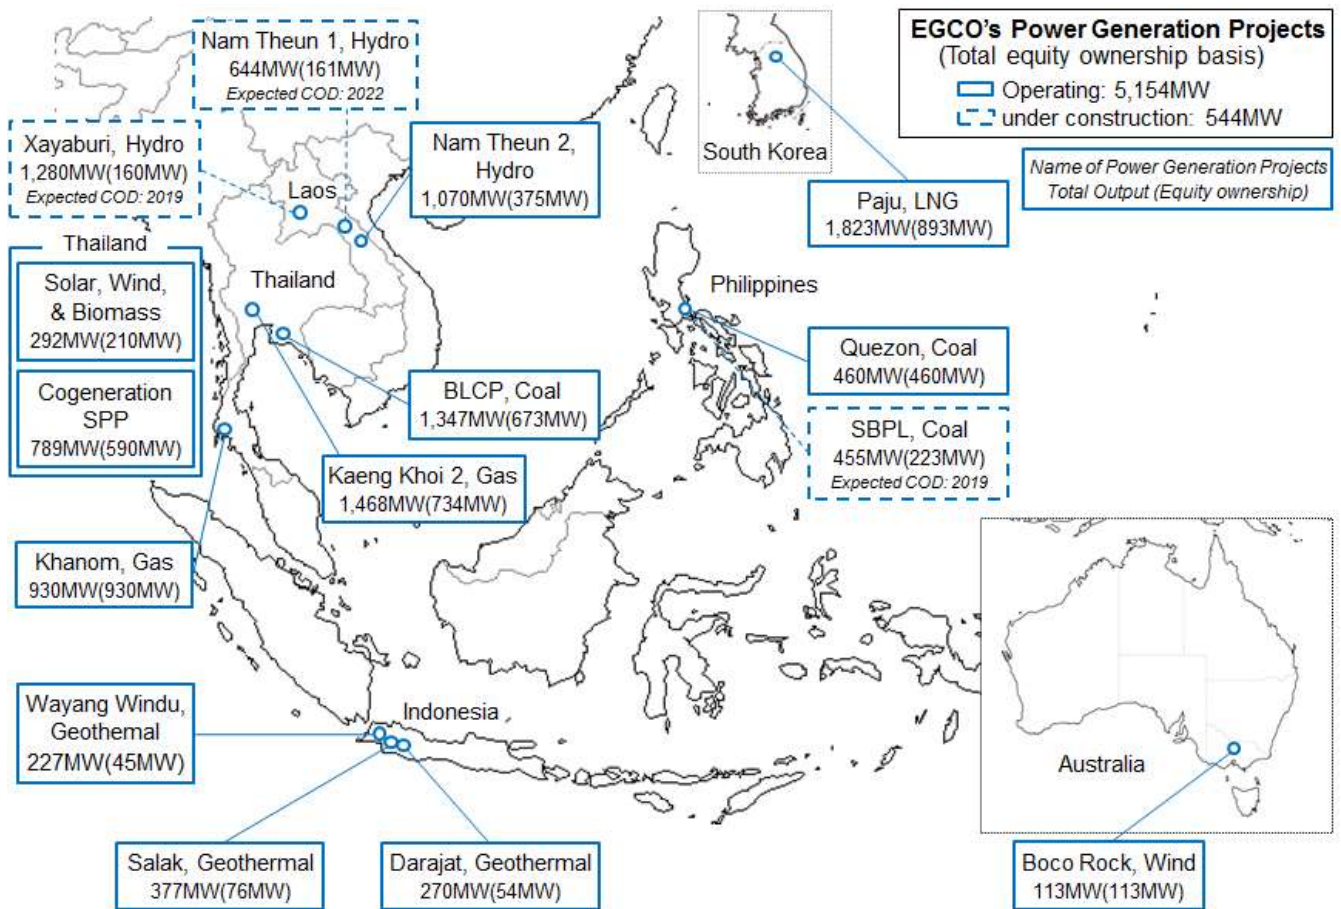 EGCO's Power Generation Projects
(Total equity ownership basis)
Operating: 5,154MW
under construction: 544MW
Name of Power Generation Projects
Total Output (Equity ownership)
Nam Theun 1, Hydro
644MW(161MW)
Expected COD: 2022
Xayaburi, Hydro
1,280MW(160MW)
Expected COD: 2019
Nam Theun 2,
Hydro
1,070MW(375MW)
Laos
South Korea
Paju, LNG
1,823MW(893MW)
Thailand
Solar, Wind,
& Biomass
292MW(210MW)
Cogeneration
SPP
789MW(590MW)
Thailand
Philippines
Quezon, Coal
460MW(460MW)
BLCP, Coal
1,347MW(673MW)
SBPL, Coal
455MW(223MW)
Expected COD: 2019
Kaeng Khoi 2, Gas
1,468MW(734MW)
Khanom, Gas
930MW(930MW)
Wayang Windu,
Geothemal
227MW(45MW)
Indonesia
Australia
Salak, Geothermal
377MW(76MW)
Darajat, Geothermal
270MW(54MW)
Boco Rock, Wind
113MW(113MW)